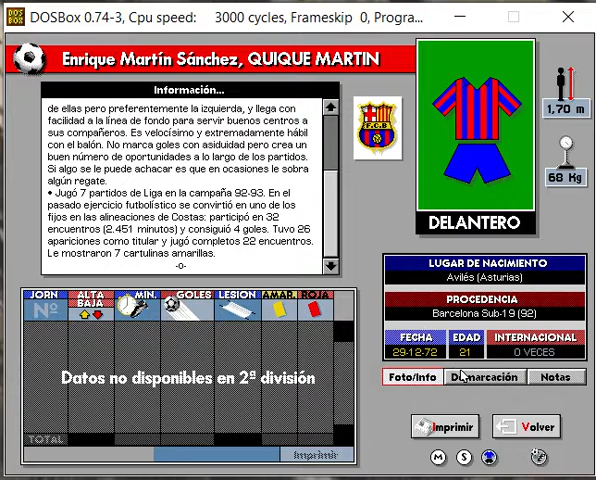 DOSBox 0.74-3, Cpu speed: 3000 cycles, Frameskip 0, Progra...
Enrique Martín Sánchez, QUIQUE MARTIN
Información...
de ellas pero preferentemente la izquierda, y llega con
facilidad a la línea de fondo para servir buenos centros a
sus compañeros. Es velocísimo y extremadamente hábil
con el balón. No marca goles con asiduidad pero crea un
buen número de oportunidades a lo largo de los partidos.
Si algo se le puede achacar es que en ocasiones le sobra
algún regate.
• Jugó 7 partidos de Liga en la campaña 92-93. En el
pasado ejercicio futbolístico se convirtió en uno de los
fijos en las alineaciones de Costas: participó en 32
encuentros (2.451 minutos) y consiguió 4 goles. Tuvo 26
apariciones como titular y jugó completos 22 encuentros.
Le mostraron 7 cartulinas amarillas.
-o-
F.C.B
DELANTERO
1,70 m
68 Kg
LUGAR DE NACIMIENTO
Avilés (Asturias)
PROCEDENCIA
Barcelona Sub-19 (92)
FECHA EDAD INTERNACIONAL
29-12-72 21 0 VECES
Foto/Info Demarcación Notas
JORN ALTA BAJA MIN. GOLES LESION AMAR. ROJA
Nº
Datos no disponibles en 2ª división
TOTAL
Imprimir
Imprimir Volver
M S